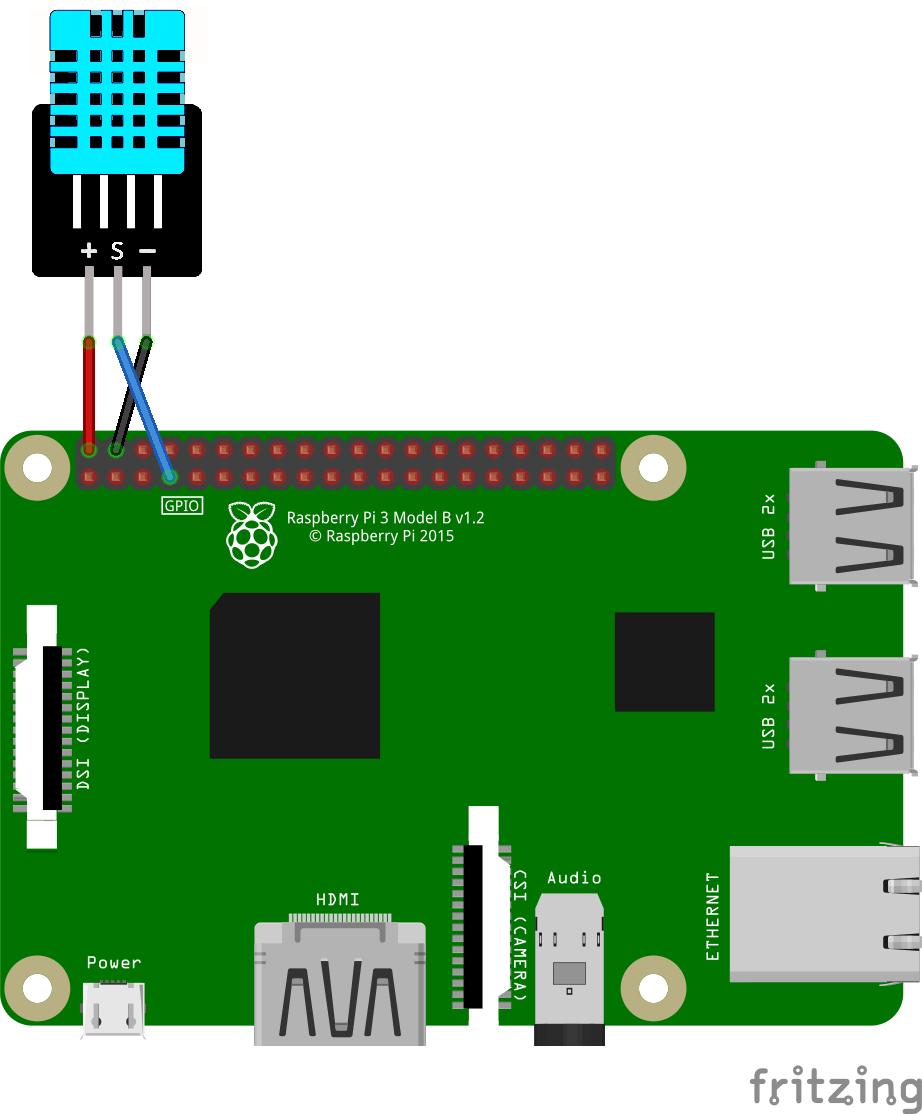 + S −
GPIO
Raspberry Pi 3 Model B v1.2
© Raspberry Pi 2015
USB 2x
DSI (DISPLAY)
USB 2x
Power
HDMI
CSI (CAMERA)
Audio
ETHERNET
fritzing